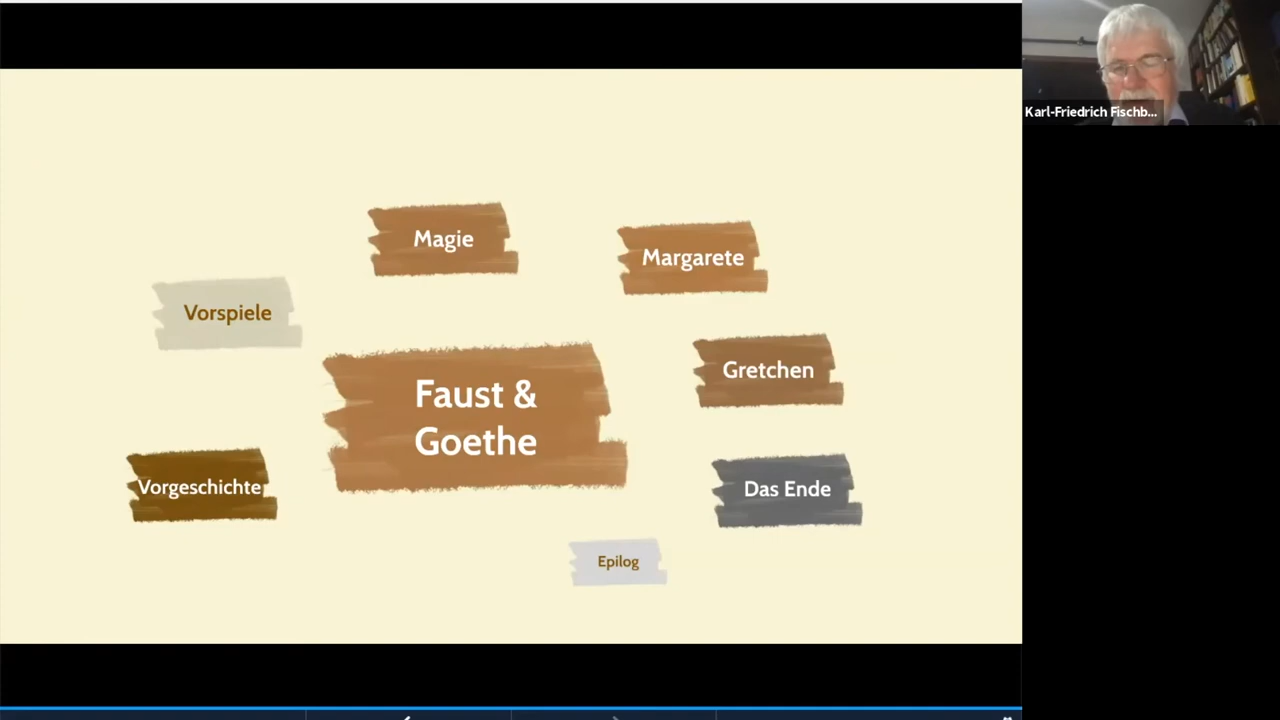 Magie
Margarete
Vorspiele
Gretchen
Faust &
Goethe
Vorgeschichte
Das Ende
Epilog
Karl-Friedrich Fischb...